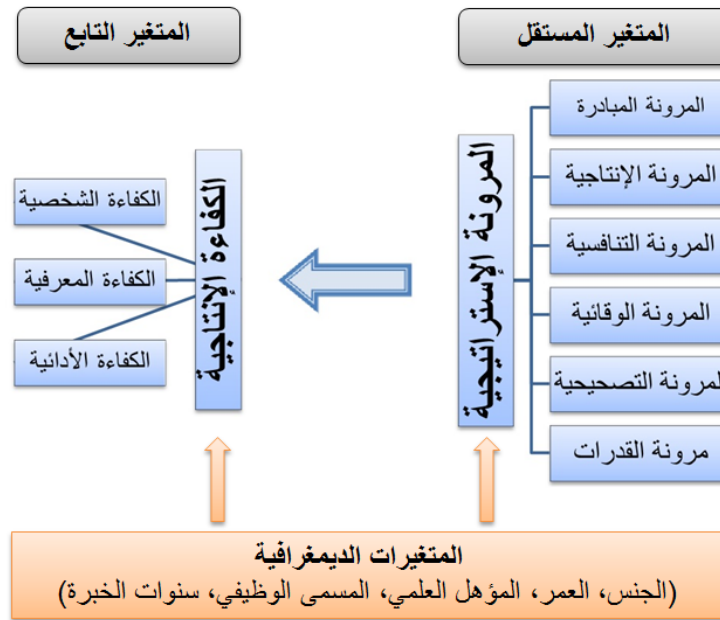 المتغير المستقل
المتغير التابع
المرونة الإستراتيجية
المرونة المبادرة
المرونة الإنتاجية
المرونة التنافسية
المرونة الوقائية
لمرونة التصحيحية
مرونة القدرات
الكفاءة الإنتاجية
الكفاءة الشخصية
الكفاءة المعرفية
الكفاءة الأدائية
المتغيرات الديمغرافية
(الجنس، العمر، المؤهل العلمي، المسمى الوظيفي، سنوات الخبرة)